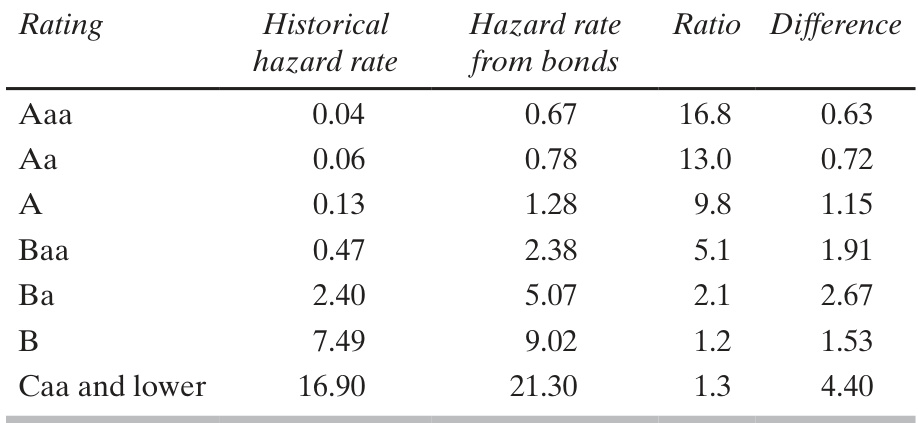 Rating Historical Hazard rate Ratio Difference
hazard rate from bonds
Aaa 0.04 0.67 16.8 0.63
Aa 0.06 0.78 13.0 0.72
A 0.13 1.28 9.8 1.15
Baa 0.47 2.38 5.1 1.91
Ba 2.40 5.07 2.1 2.67
B 7.49 9.02 1.2 1.53
Caa and lower 16.90 21.30 1.3 4.40